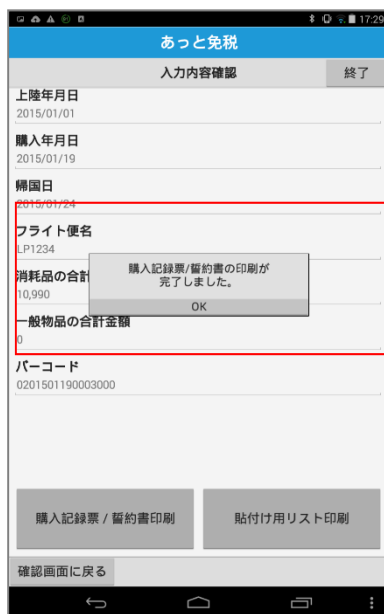 17:29
あっと免税
入力内容確認
終了
上陸年月日
2015/01/01
購入年月日
2015/01/19
帰国日
2015/01/24
フライト便名
LP1234
購入記録票/誓約書の印刷が
完了しました。
OK
消耗品の合計
10,990
一般物品の合計金額
0
バーコード
0201501190003000
購入記録票 / 誓約書印刷
貼付け用リスト印刷
確認画面に戻る